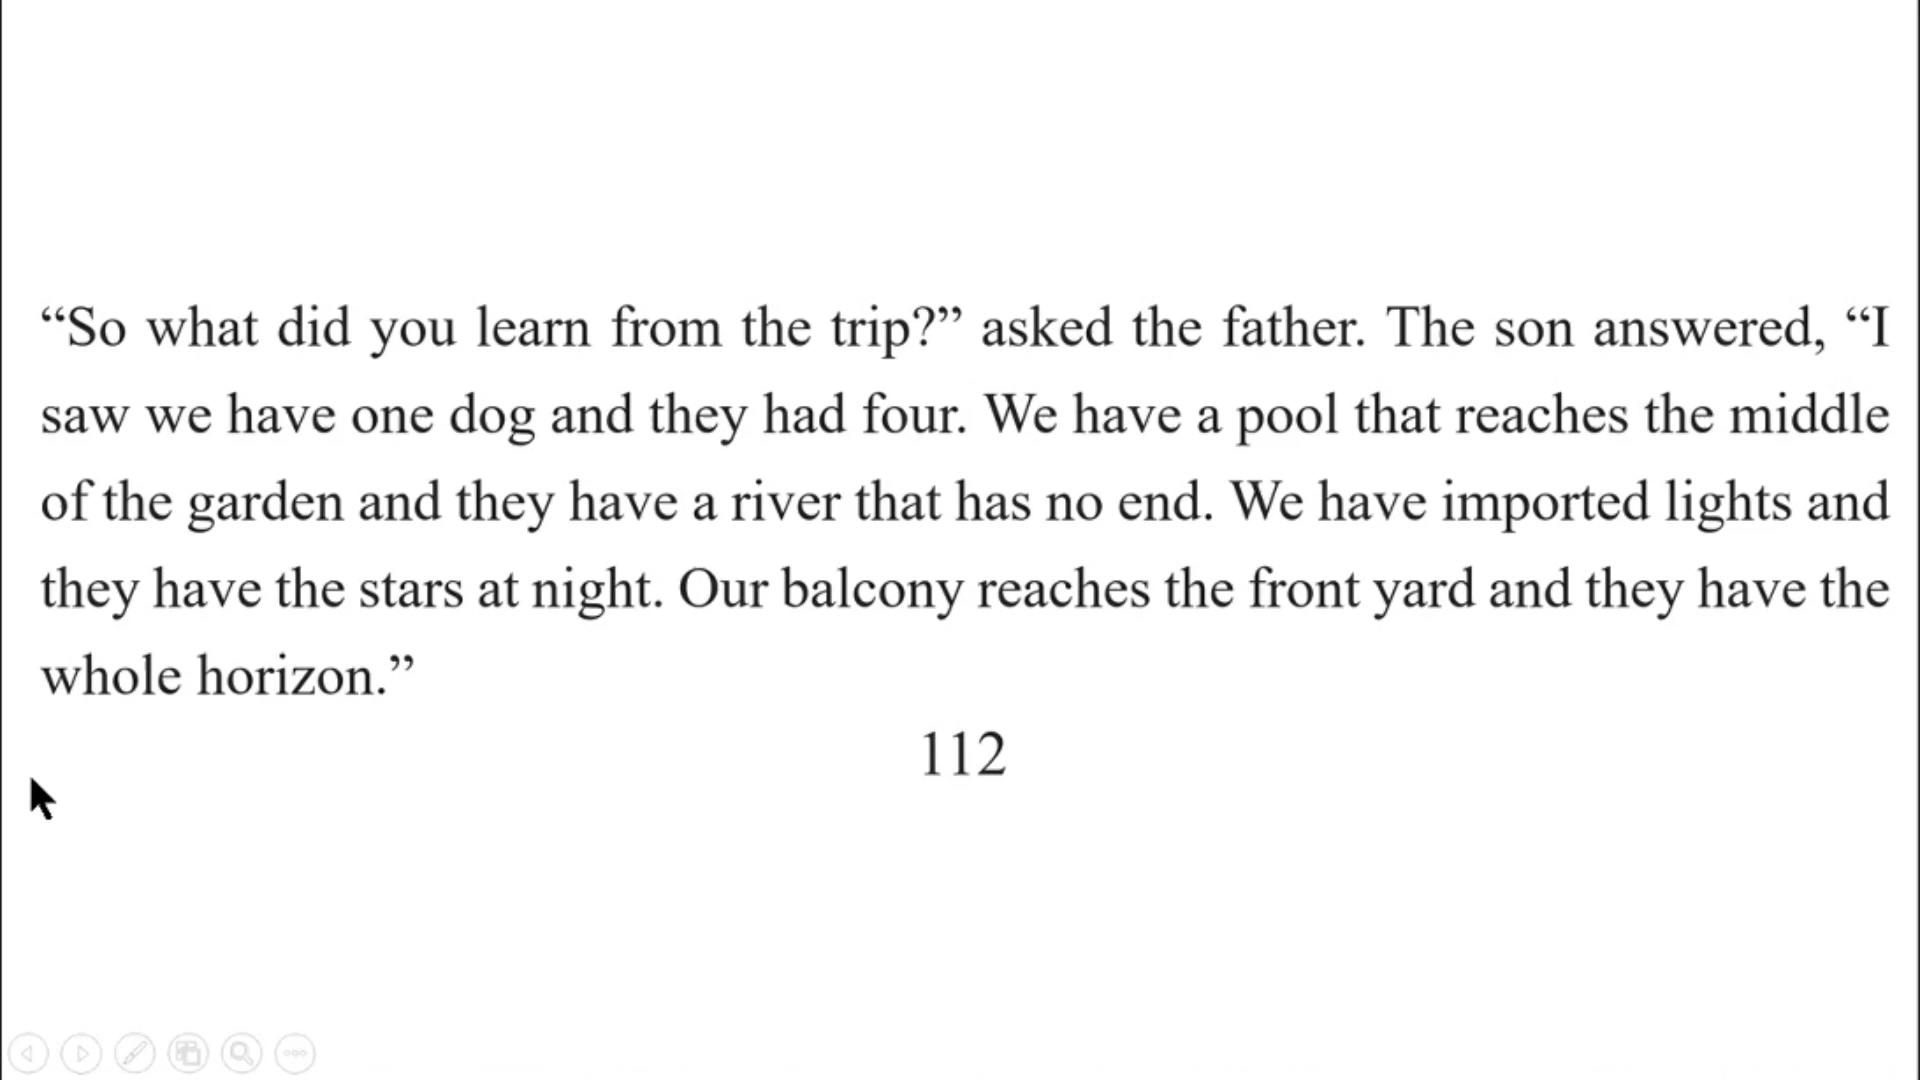 “So what did you learn from the trip?” asked the father. The son answered, “I
saw we have one dog and they had four. We have a pool that reaches the middle
of the garden and they have a river that has no end. We have imported lights and
they have the stars at night. Our balcony reaches the front yard and they have the
whole horizon.”
112